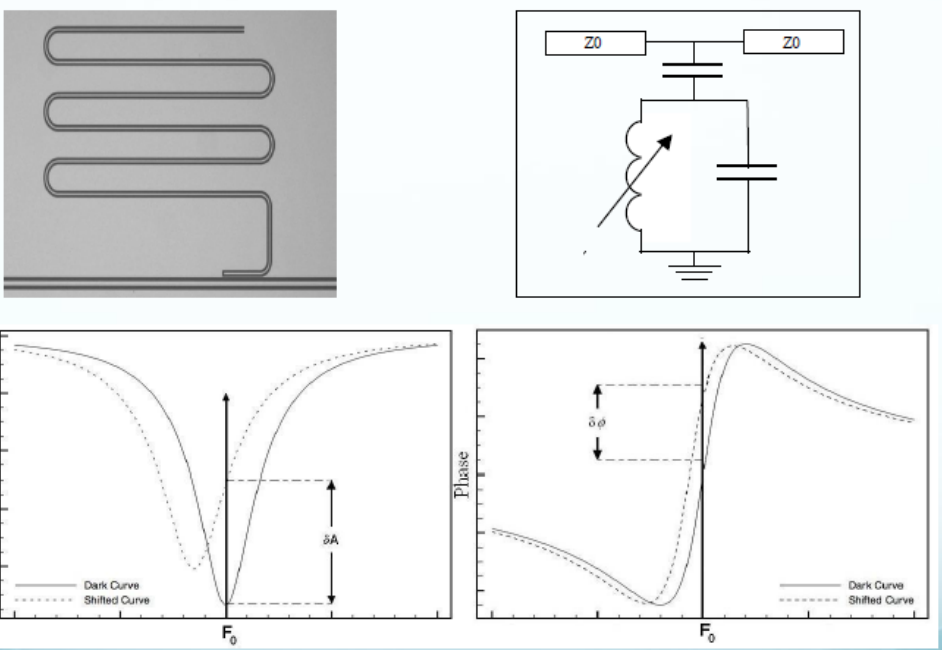 Z0
Z0
δA
Dark Curve
Shifted Curve
F0
Phase
δϕ
Dark Curve
Shifted Curve
F0